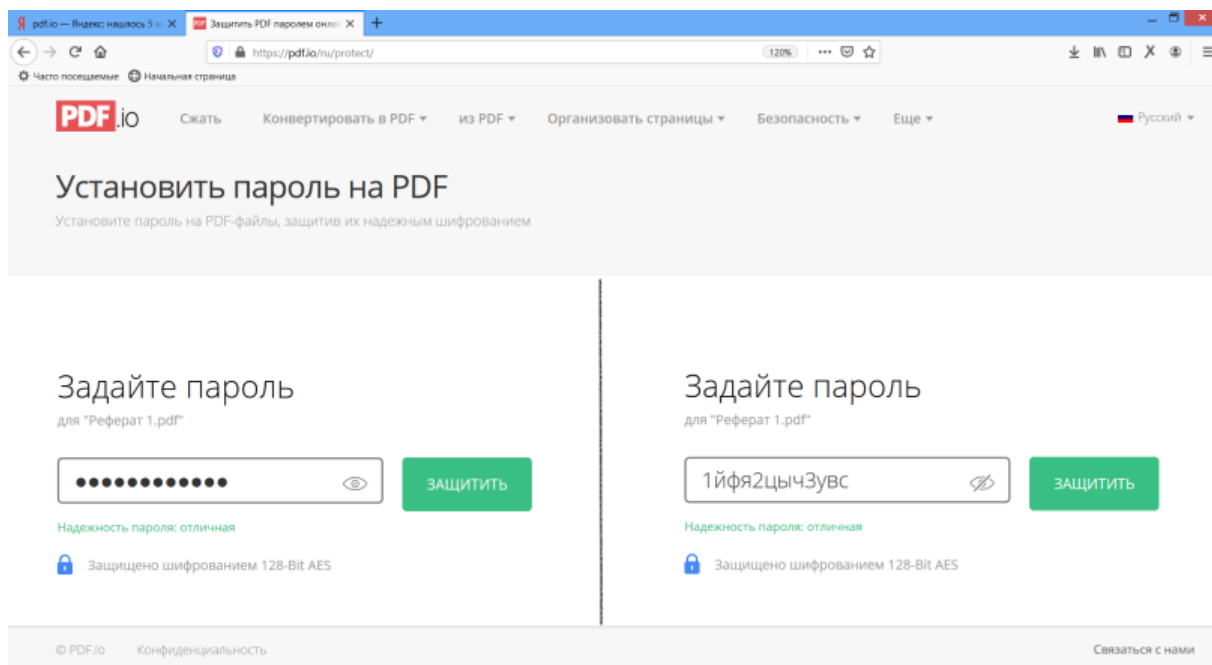 pdf.io — Яндекс: нашлось 5 м
Защитить PDF паролем онла
https://pdf.io/ru/protect/
120%
Часто посещаемые Начальная страница
PDF.io Сжать Конвертировать в PDF из PDF Организовать страницы Безопасность Еще Русский
Установить пароль на PDF
Установите пароль на PDF-файлы, защитив их надежным шифрованием
Задайте пароль
для "Реферат 1.pdf"
ЗАЩИТИТЬ
Надежность пароля: отличная
Защищено шифрованием 128-Bit AES
Задайте пароль
для "Реферат 1.pdf"
1йфя2цыч3увс
ЗАЩИТИТЬ
Надежность пароля: отличная
Защищено шифрованием 128-Bit AES
© PDF.io Конфиденциальность Связаться с нами